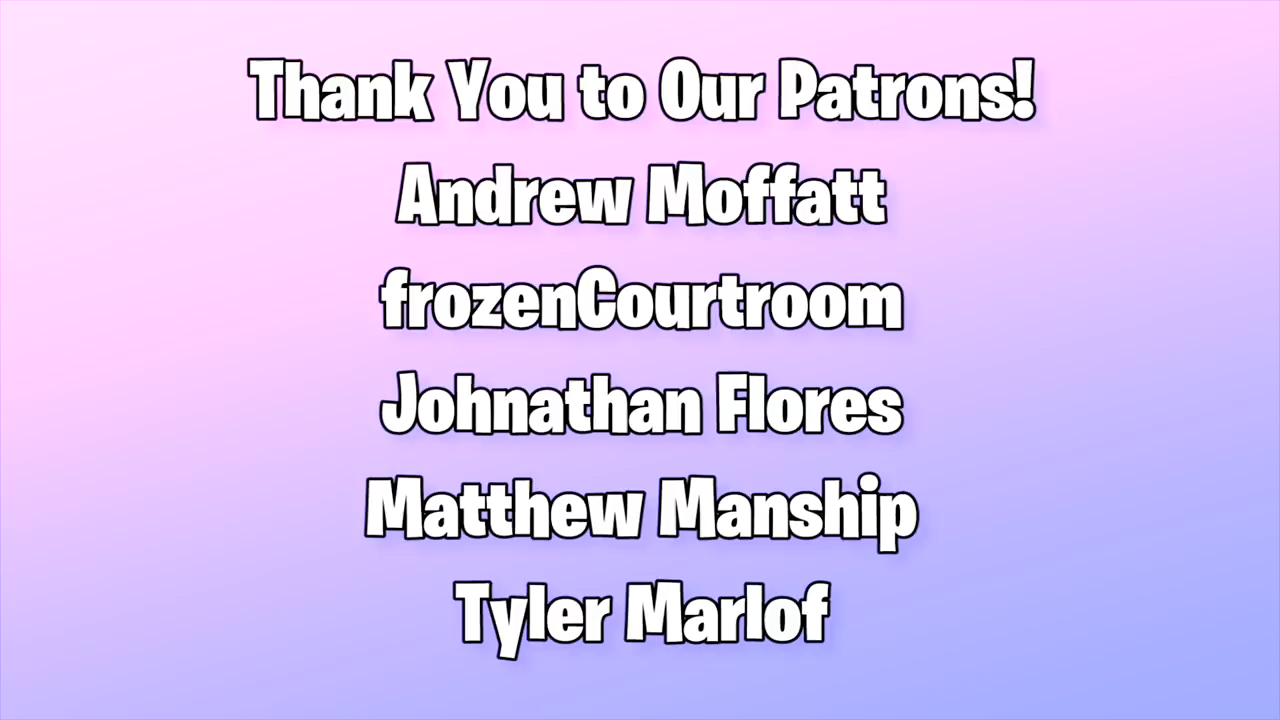 Thank You to Our Patrons!
Andrew Moffatt
frozenCourtroom
Johnathan Flores
Matthew Manship
Tyler Marlof